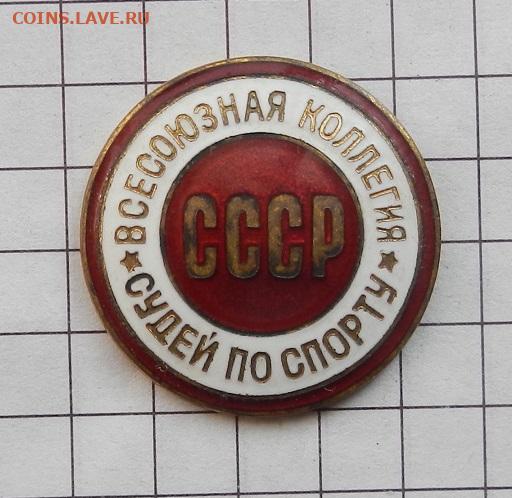 COINS.LAVE.RU
ВСЕСОЮЗНАЯ КОЛЛЕГИЯ
СССР
★ СУДЕЙ ПО СПОРТУ ★